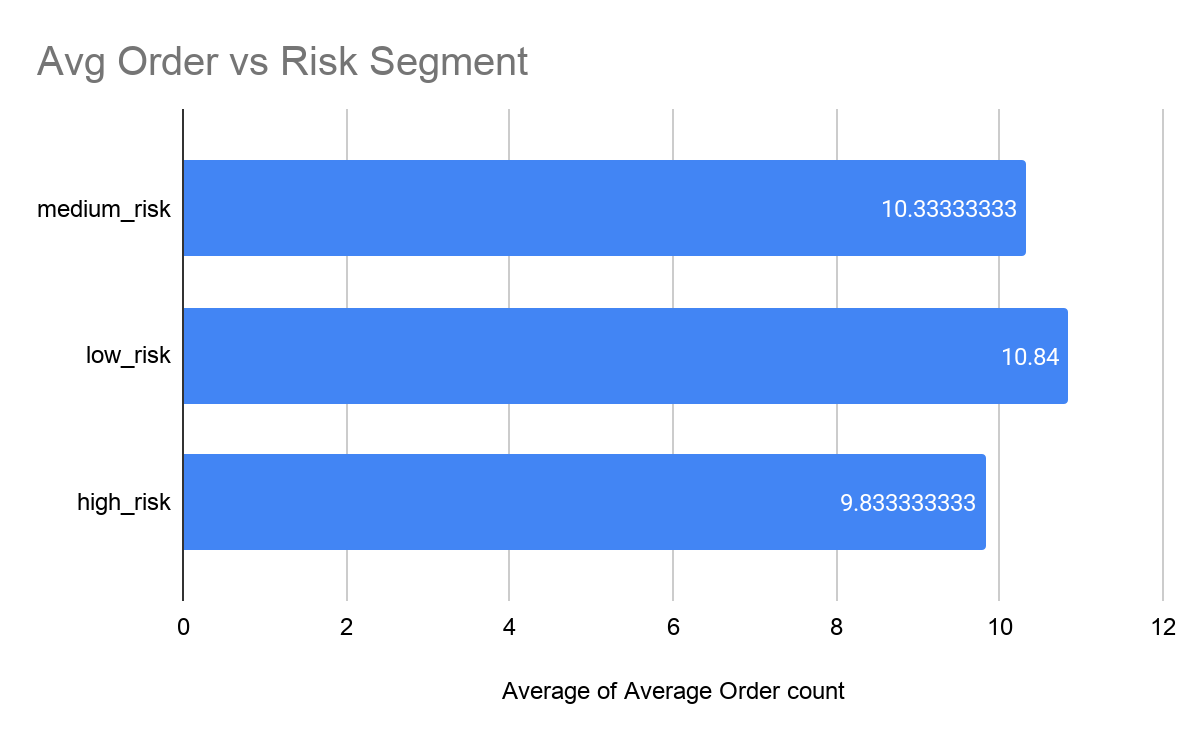 Avg Order vs Risk Segment
medium_risk 10.33333333
low_risk 10.84
high_risk 9.833333333
0 2 4 6 8 10 12
Average of Average Order count